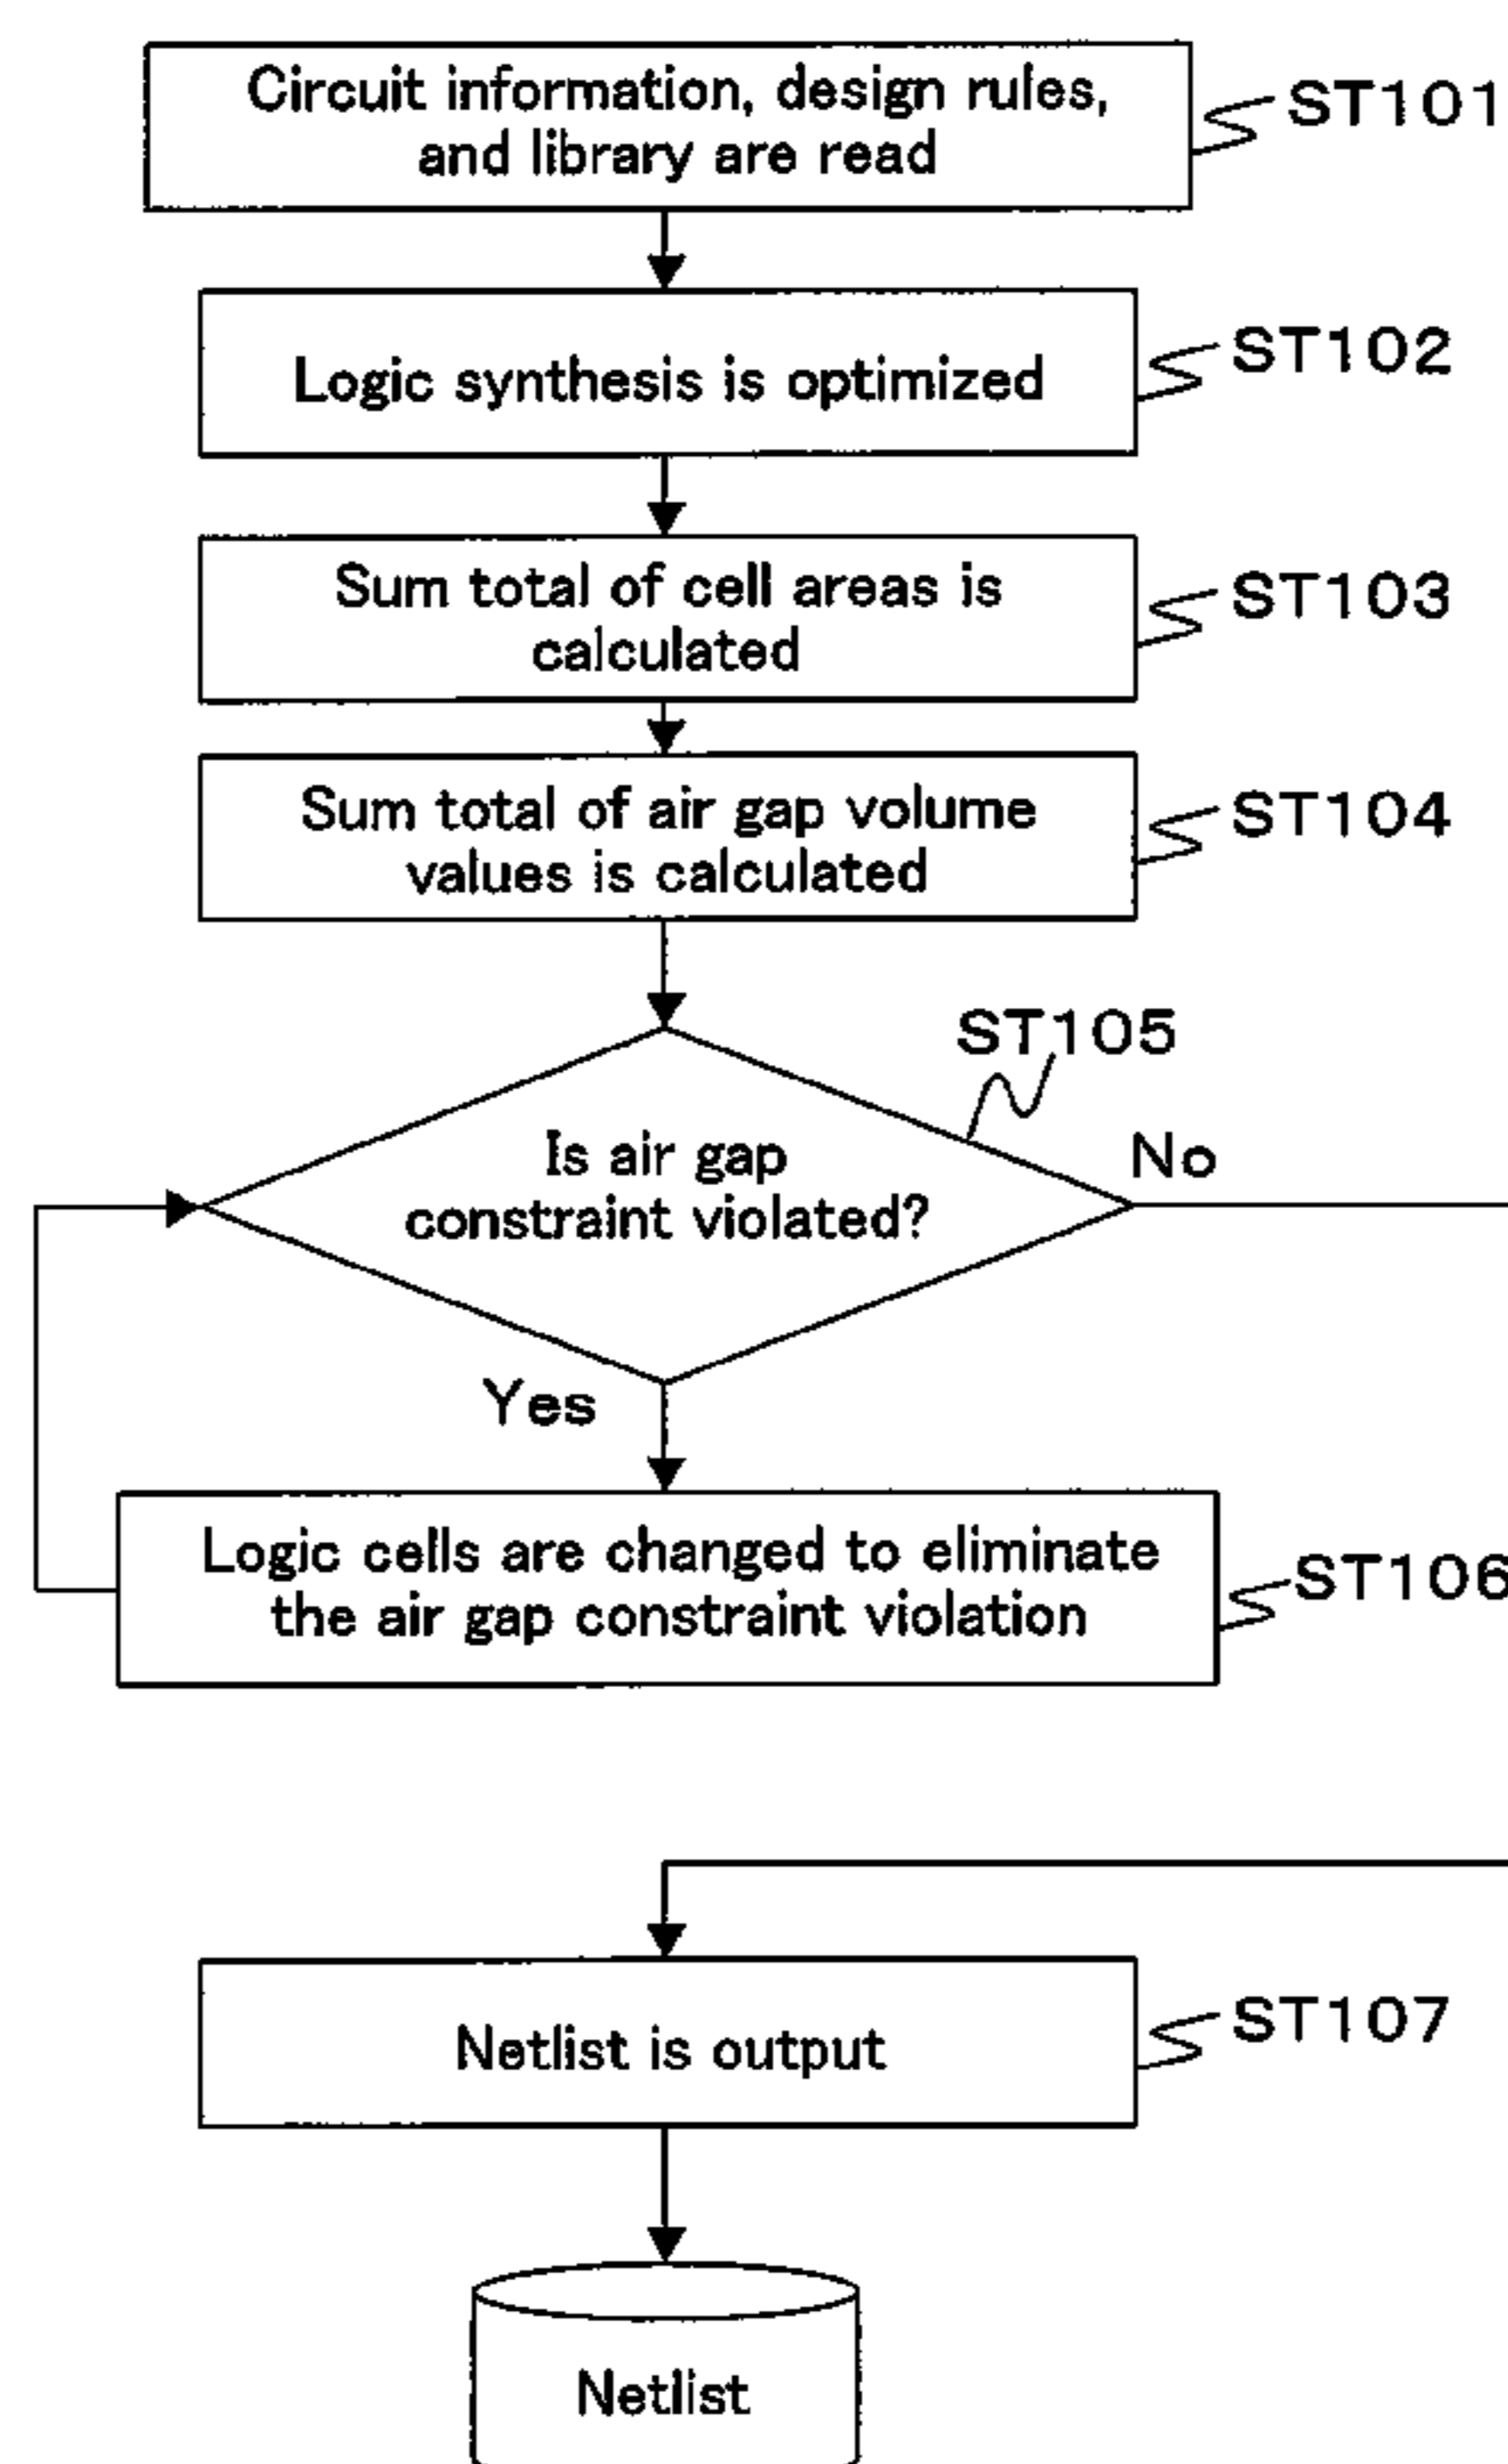 Circuit information, design rules,
and library are read
ST101
Logic synthesis is optimized
ST102
Sum total of cell areas is
calculated
ST103
Sum total of air gap volume
values is calculated
ST104
ST105
Is air gap
constraint violated?
No
Yes
Logic cells are changed to eliminate
the air gap constraint violation
ST106
Netlist is output
ST107
Netlist